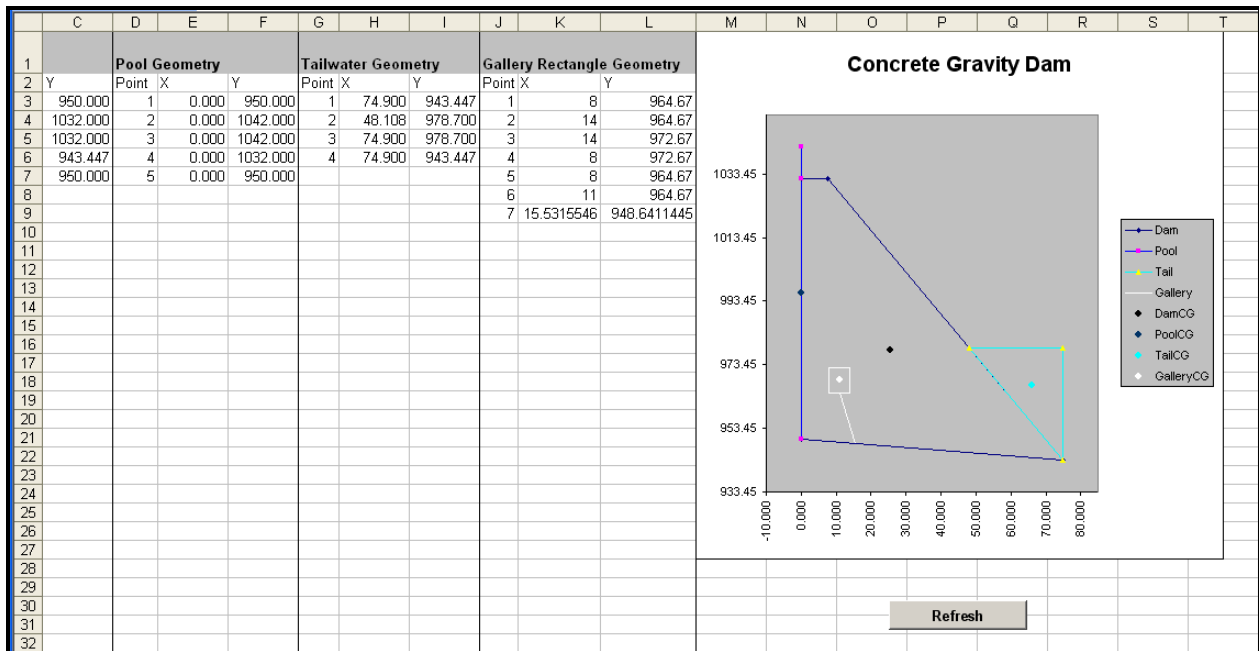 C D E F G H I J K L M N O P Q R S T
1 Pool Geometry Tailwater Geometry Gallery Rectangle Geometry
2 Y Point X Y Point X Y Point X Y
3 950.000 1 0.000 950.000 1 74.900 943.447 1 8 964.67
4 1032.000 2 0.000 1042.000 2 48.108 978.700 2 14 964.67
5 1032.000 3 0.000 1042.000 3 74.900 978.700 3 14 972.67
6 943.447 4 0.000 1032.000 4 74.900 943.447 4 8 972.67
7 950.000 5 0.000 950.000 5 8 964.67
8 6 11 964.67
9 7 15.5315546 948.6411445
10
11
12
13
14
15
16
17
18
19
20
21
22
23
24
25
26
27
28
29
30
31
32
Concrete Gravity Dam
1033.45
1013.45
993.45
973.45
953.45
933.45
-10.000 0.000 10.000 20.000 30.000 40.000 50.000 60.000 70.000 80.000
Dam
Pool
Tail
Gallery
DamCG
PoolCG
TailCG
GalleryCG
Refresh